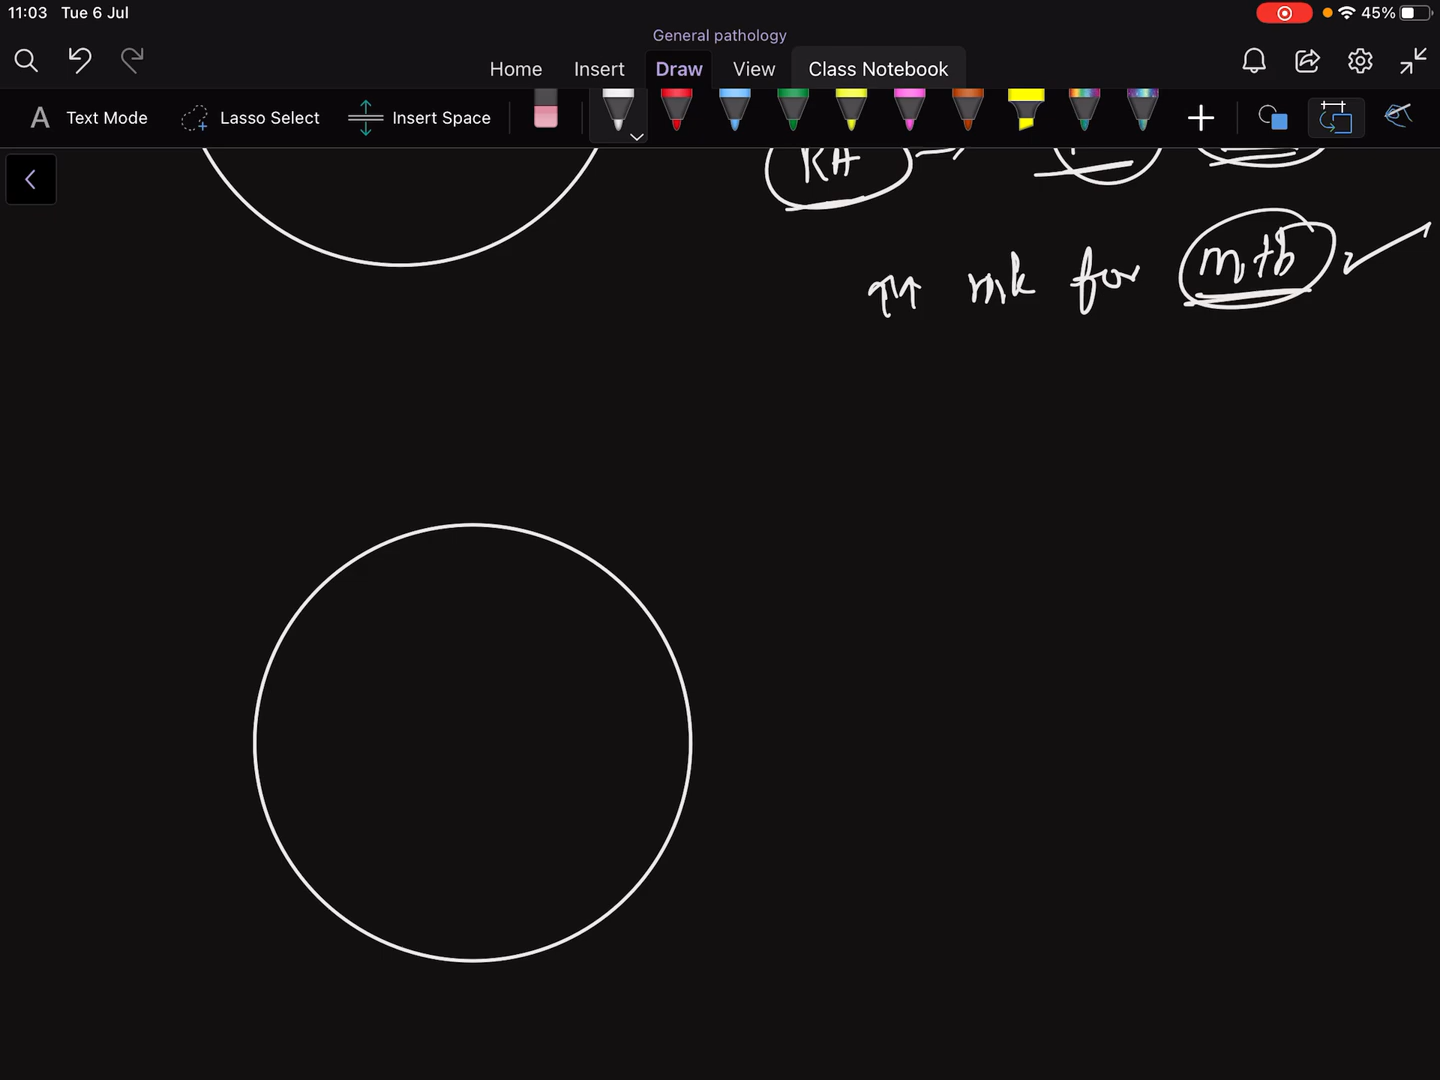 11:03 Tue 6 Jul 45%
General pathology
Home Insert Draw View Class Notebook
A Text Mode Lasso Select Insert Space
RA →
↑↑ risk for mtb ✓